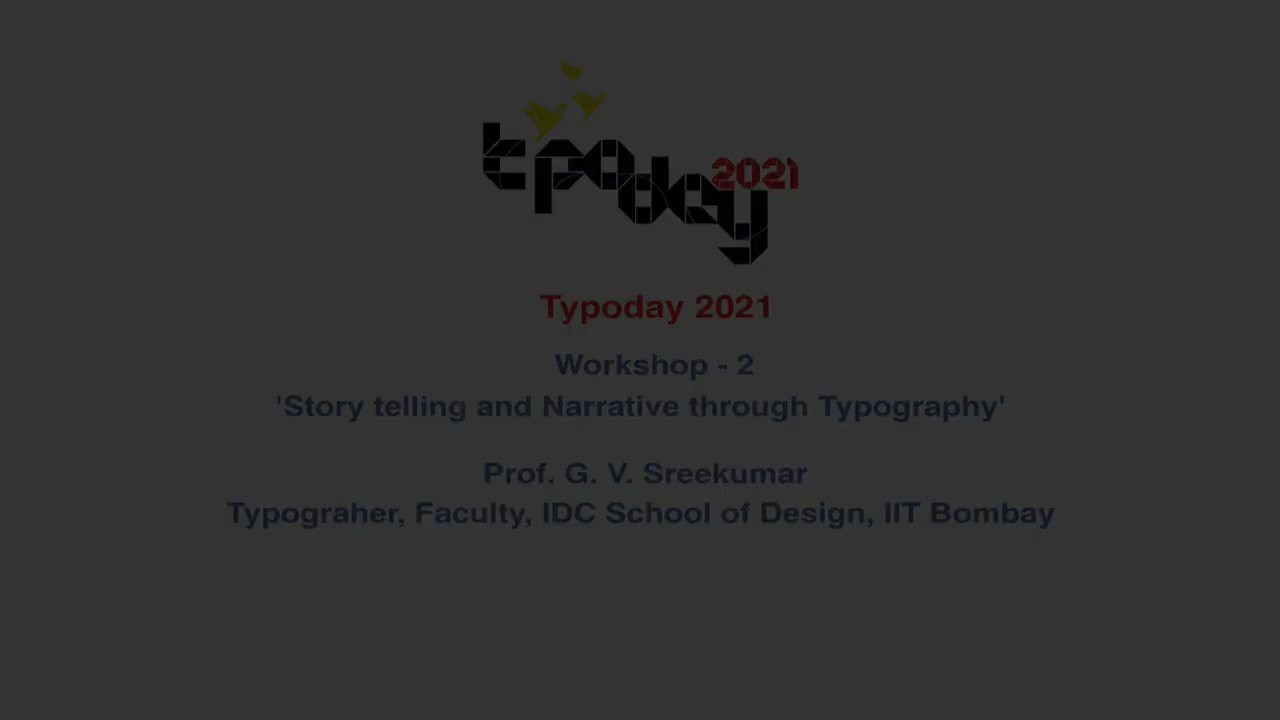 typoday 2021
Typoday 2021
Workshop - 2
'Story telling and Narrative through Typography'
Prof. G. V. Sreekumar
Typograher, Faculty, IDC School of Design, IIT Bombay